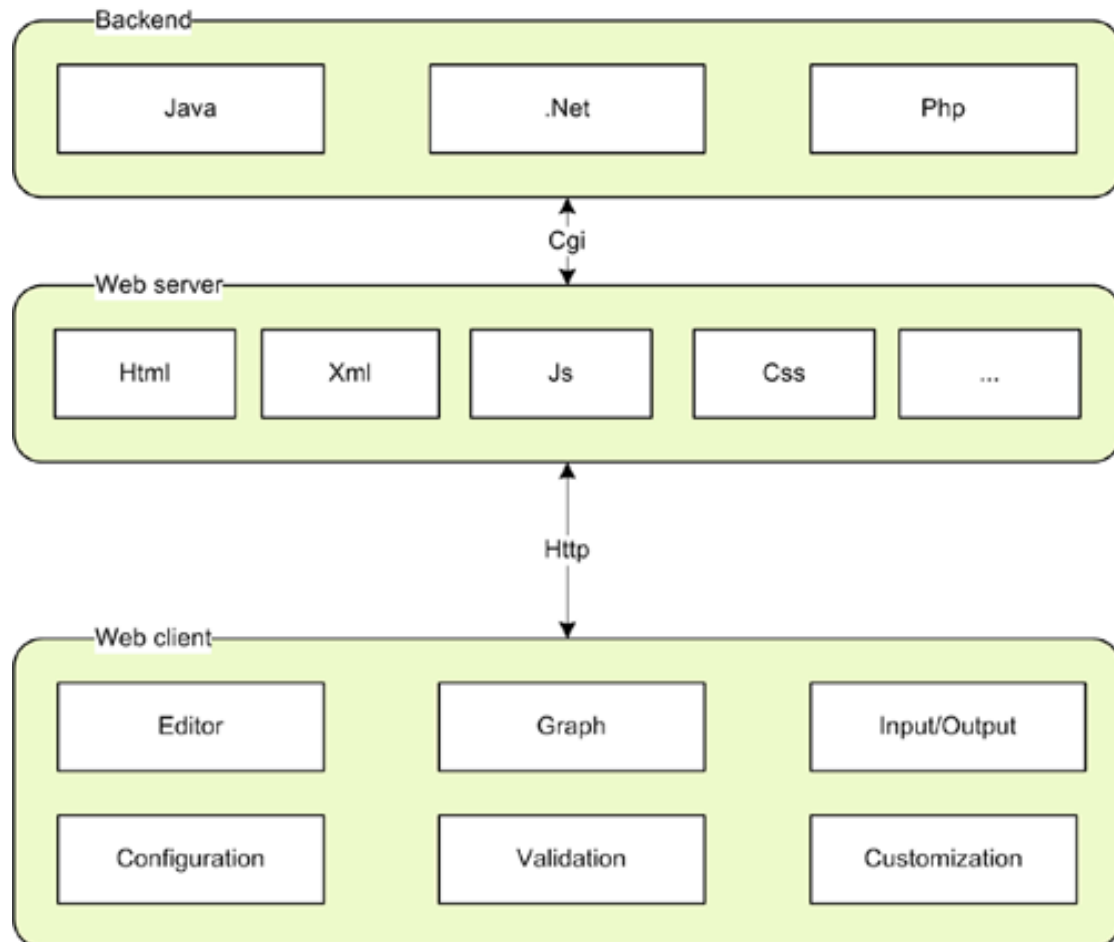 Backend
Java
.Net
Php
Cgi
Web server
Html
Xml
Js
Css
...
Http
Web client
Editor
Graph
Input/Output
Configuration
Validation
Customization